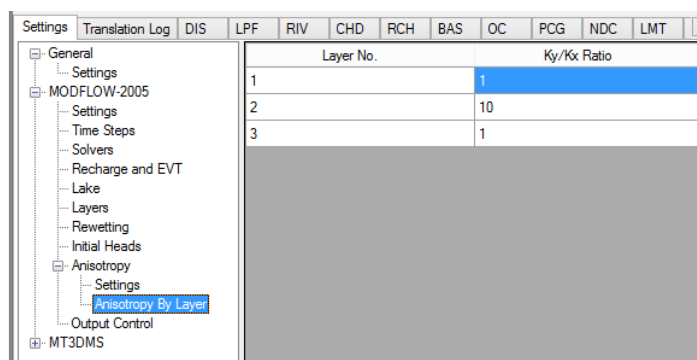 Settings Translation Log DIS LPF RIV CHD RCH BAS OC PCG NDC LMT
General
Settings
MODFLOW-2005
Settings
Time Steps
Solvers
Recharge and EVT
Lake
Layers
Rewetting
Initial Heads
Anisotropy
Settings
Anisotropy By Layer
Output Control
MT3DMS
Layer No. Ky/Kx Ratio
1 1
2 10
3 1